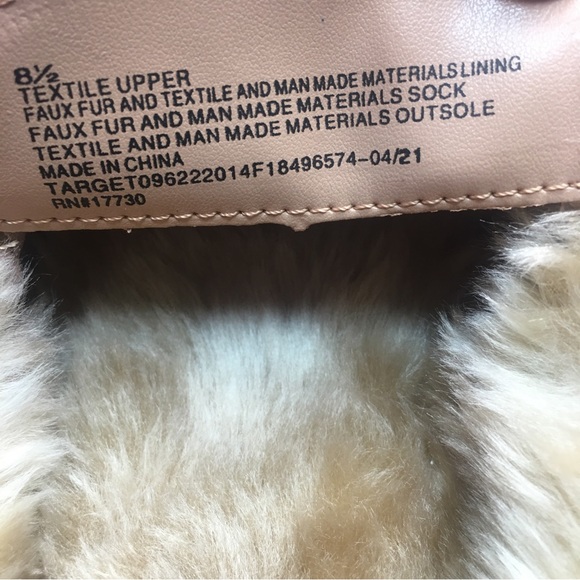 8½
TEXTILE UPPER
FAUX FUR AND TEXTILE AND MAN MADE MATERIALS LINING
FAUX FUR AND MAN MADE MATERIALS SOCK
TEXTILE AND MAN MADE MATERIALS OUTSOLE
MADE IN CHINA
TARGET096222014F18496574-04/21
RN#17730